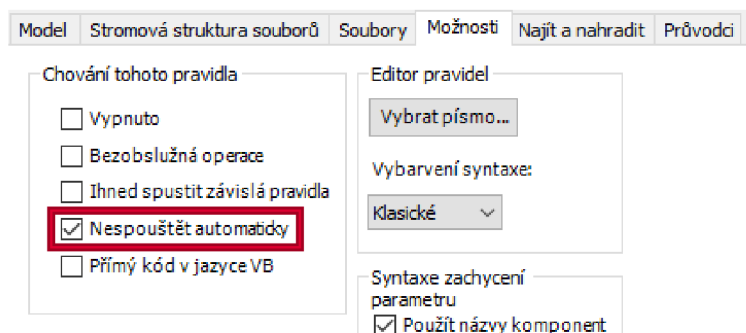 Model Stromová struktura souborů Soubory Možnosti Najít a nahradit Průvodci
Chování tohoto pravidla
Vypnuto
Bezobslužná operace
Ihned spustit závislá pravidla
Nespouštět automaticky
Přímý kód v jazyce VB
Editor pravidel
Vybrat písmo...
Vybarvení syntaxe:
Klasické
Syntaxe zachycení
parametru
Použít názvy komponent